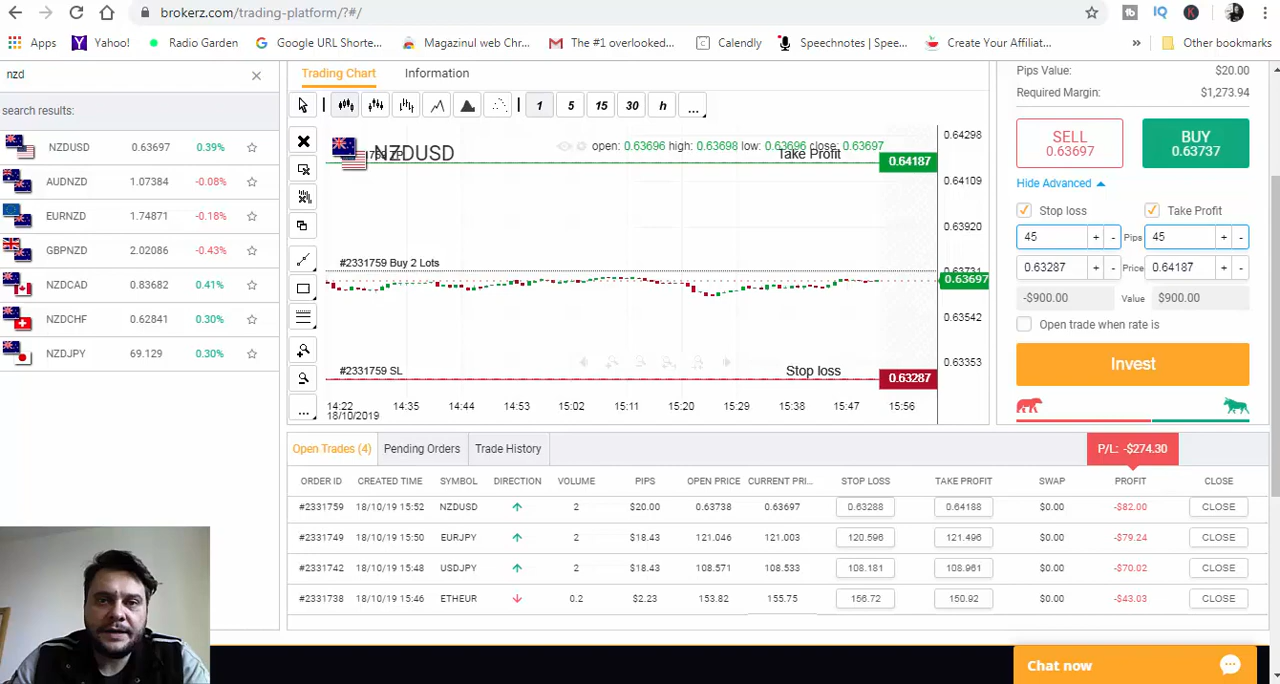 brokerz.com/trading-platform/?#/
Apps Yahoo! Radio Garden Google URL Shorte... Magazinul web Chr... The #1 overlooked... Calendly Speechnotes | Spee... Create Your Affiliat... » Other bookmarks
nzd
search results:
NZDUSD 0.63697 0.39%
AUDNZD 1.07384 -0.08%
EURNZD 1.74871 -0.18%
GBPNZD 2.02086 -0.43%
NZDCAD 0.83682 0.41%
NZDCHF 0.62841 0.30%
NZDJPY 69.129 0.30%
Trading Chart Information
1 5 15 30 h ...
NZDUSD open: 0.63696 high: 0.63698 low: 0.63696 close: 0.63697
Take Profit 0.64187
0.64298
0.64109
0.63920
#2331759 Buy 2 Lots
0.63731
0.63697
0.63542
0.63353
#2331759 SL Stop loss 0.63287
14:22 14:35 14:44 14:53 15:02 15:11 15:20 15:29 15:38 15:47 15:56
18/10/2019
Pips Value: $20.00
Required Margin: $1,273.94
SELL BUY
0.63697 0.63737
Hide Advanced
Stop loss Take Profit
45 + - Pips 45 + -
0.63287 + - Price 0.64187 + -
-$900.00 Value $900.00
Open trade when rate is
Invest
Open Trades (4) Pending Orders Trade History P/L: -$274.30
ORDER ID CREATED TIME SYMBOL DIRECTION VOLUME PIPS OPEN PRICE CURRENT PRI... STOP LOSS TAKE PROFIT SWAP PROFIT CLOSE
#2331759 18/10/19 15:52 NZDUSD 2 $20.00 0.63738 0.63697 0.63288 0.64188 $0.00 -$82.00 CLOSE
#2331749 18/10/19 15:50 EURJPY 2 $18.43 121.046 121.003 120.596 121.496 $0.00 -$79.24 CLOSE
#2331742 18/10/19 15:48 USDJPY 2 $18.43 108.571 108.533 108.181 108.961 $0.00 -$70.02 CLOSE
#2331738 18/10/19 15:46 ETHEUR 0.2 $2.23 153.82 155.75 156.72 150.92 $0.00 -$43.03 CLOSE
Chat now